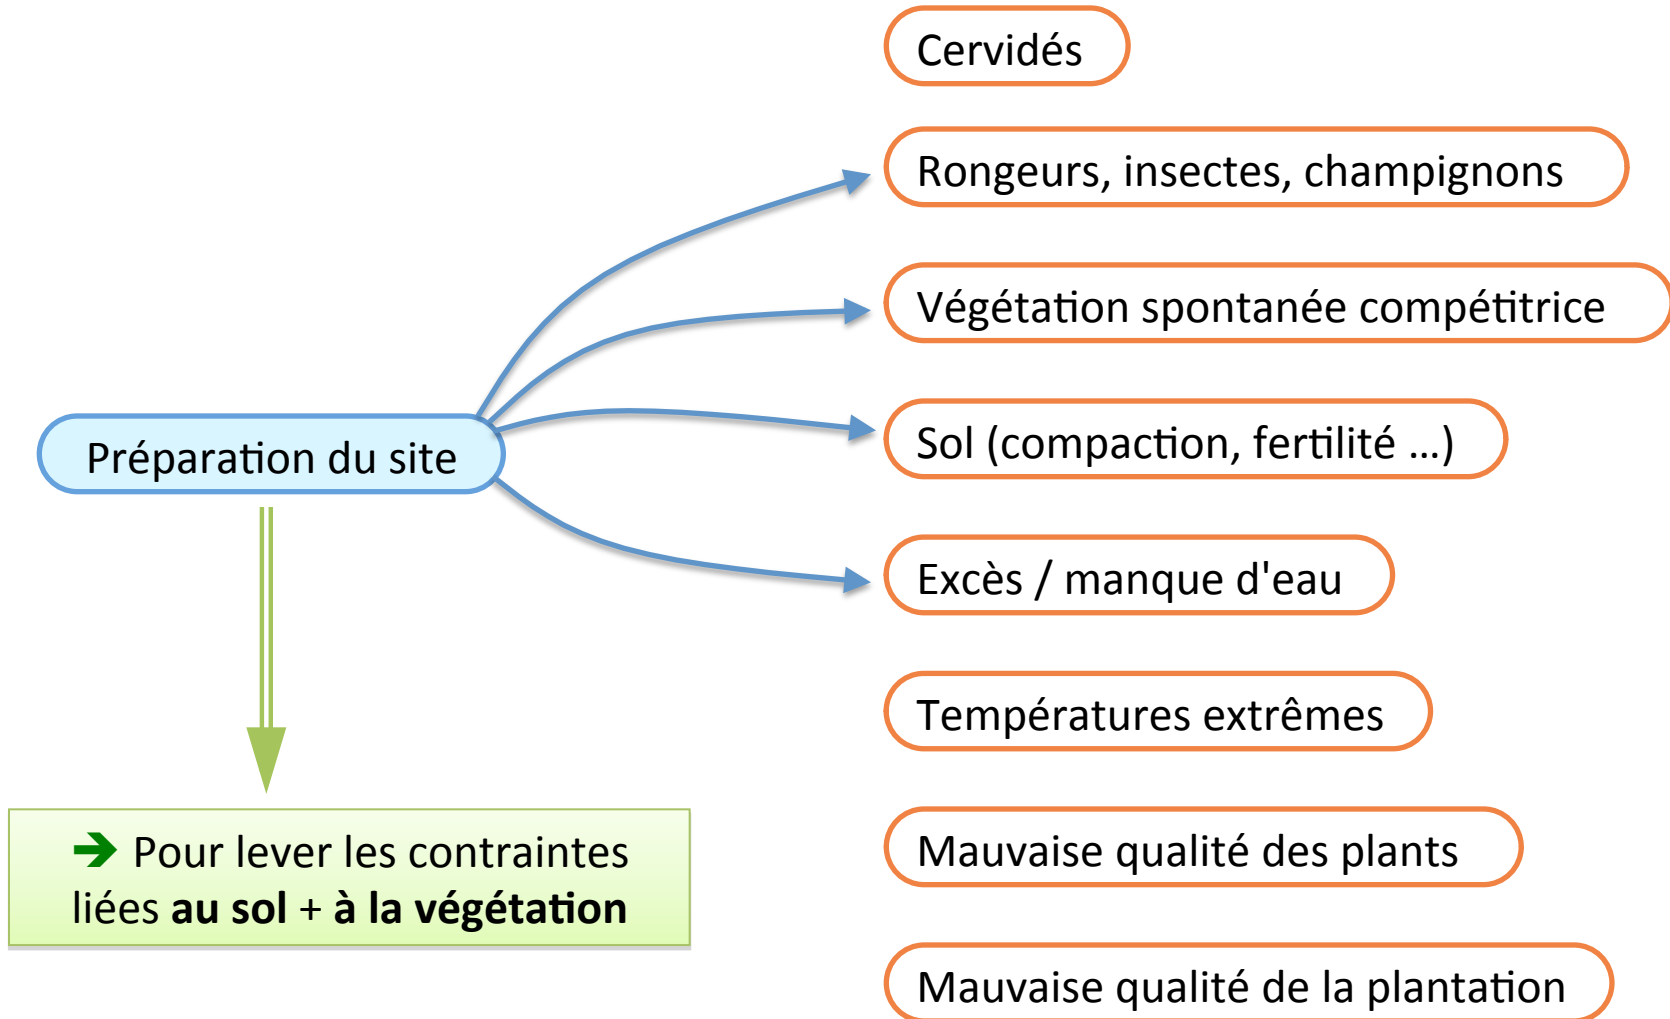 Cervidés
Rongeurs, insectes, champignons
Végétation spontanée compétitrice
Sol (compaction, fertilité ...)
Préparation du site
Excès / manque d'eau
Températures extrêmes
➔ Pour lever les contraintes
liées au sol + à la végétation
Mauvaise qualité des plants
Mauvaise qualité de la plantation